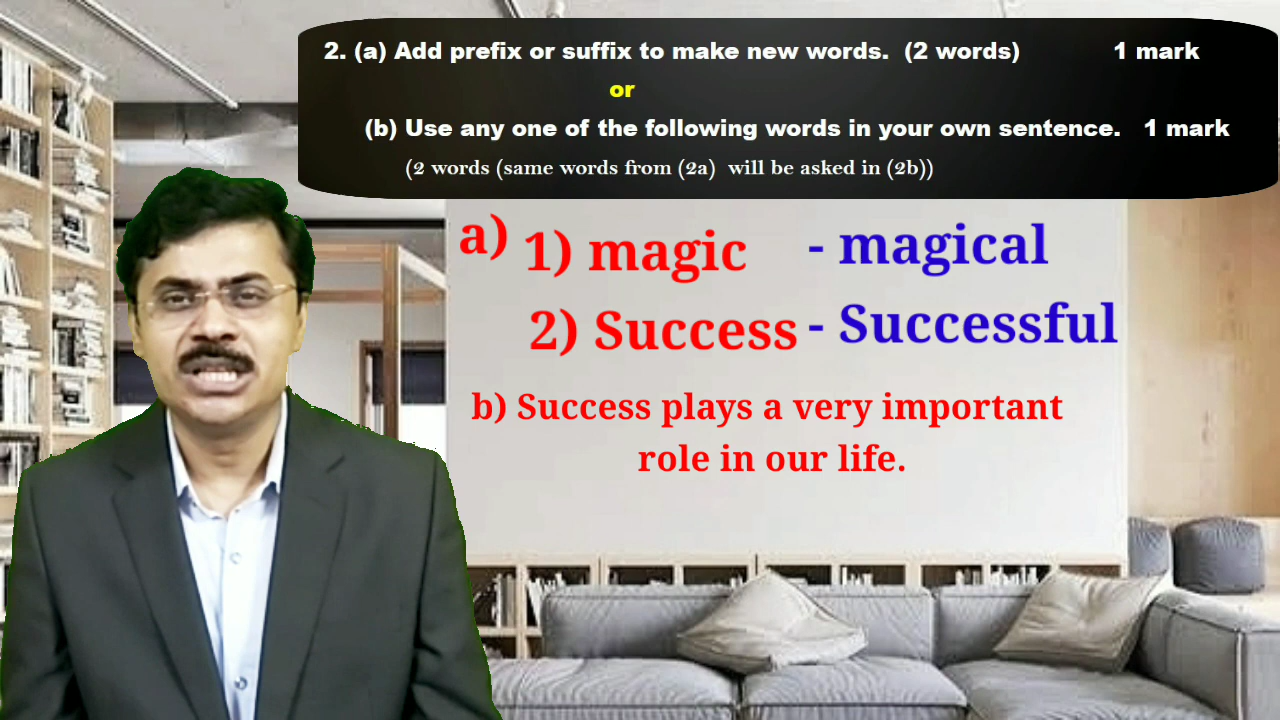 2. (a) Add prefix or suffix to make new words. (2 words) 1 mark
or
(b) Use any one of the following words in your own sentence. 1 mark
(2 words (same words from (2a) will be asked in (2b))
a) 1) magic - magical
2) Success - Successful
b) Success plays a very important
role in our life.